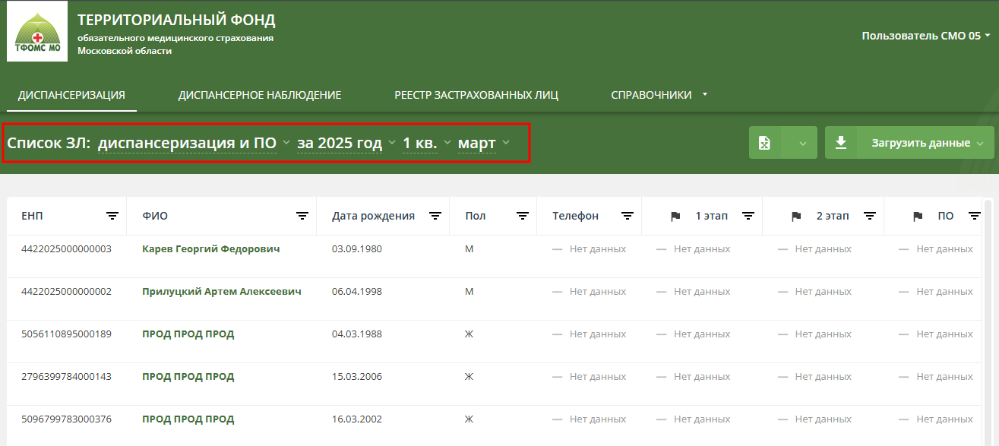 ТФОМС МО
ТЕРРИТОРИАЛЬНЫЙ ФОНД
обязательного медицинского страхования
Московской области
Пользователь СМО 05
ДИСПАНСЕРИЗАЦИЯ ДИСПАНСЕРНОЕ НАБЛЮДЕНИЕ РЕЕСТР ЗАСТРАХОВАННЫХ ЛИЦ СПРАВОЧНИКИ
Список ЗЛ: диспансеризация и ПО за 2025 год 1 кв. март Загрузить данные
ЕНП ФИО Дата рождения Пол Телефон 1 этап 2 этап ПО
4422025000000003 Карев Георгий Федорович 03.09.1980 М — Нет данных — Нет данных — Нет данных — Нет данных
4422025000000002 Прилуцкий Артем Алексеевич 06.04.1998 М — Нет данных — Нет данных — Нет данных — Нет данных
5056110895000189 ПРОД ПРОД ПРОД 04.03.1988 Ж — Нет данных — Нет данных — Нет данных — Нет данных
2796399784000143 ПРОД ПРОД ПРОД 15.03.2006 Ж — Нет данных — Нет данных — Нет данных — Нет данных
5096799783000376 ПРОД ПРОД ПРОД 16.03.2002 Ж — Нет данных — Нет данных — Нет данных — Нет данных